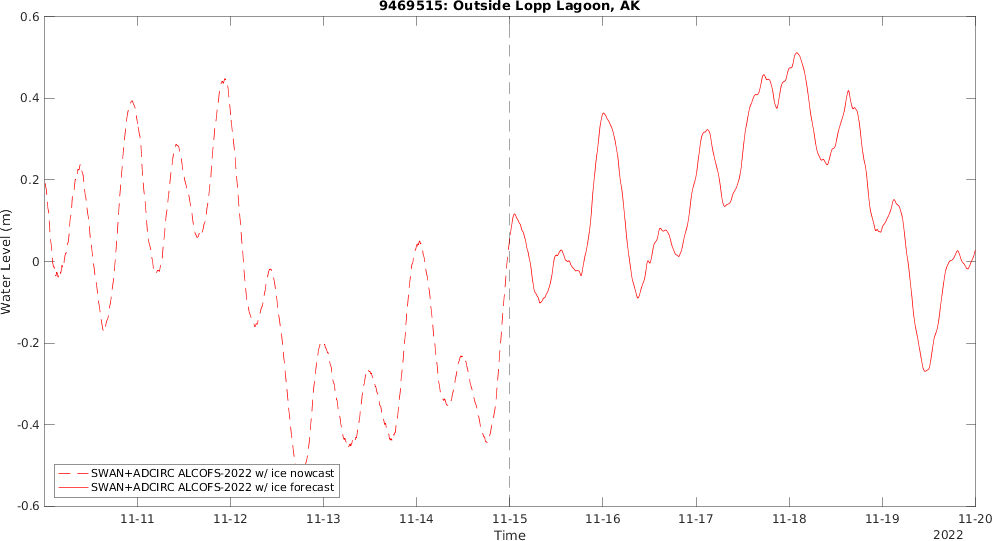 9469515: Outside Lopp Lagoon, AK
0.6
0.4
0.2
0
-0.2
-0.4
-0.6
Water Level (m)
SWAN+ADCIRC ALCOFS-2022 w/ ice nowcast
SWAN+ADCIRC ALCOFS-2022 w/ ice forecast
11-11 11-12 11-13 11-14 11-15 11-16 11-17 11-18 11-19 11-20
Time
2022